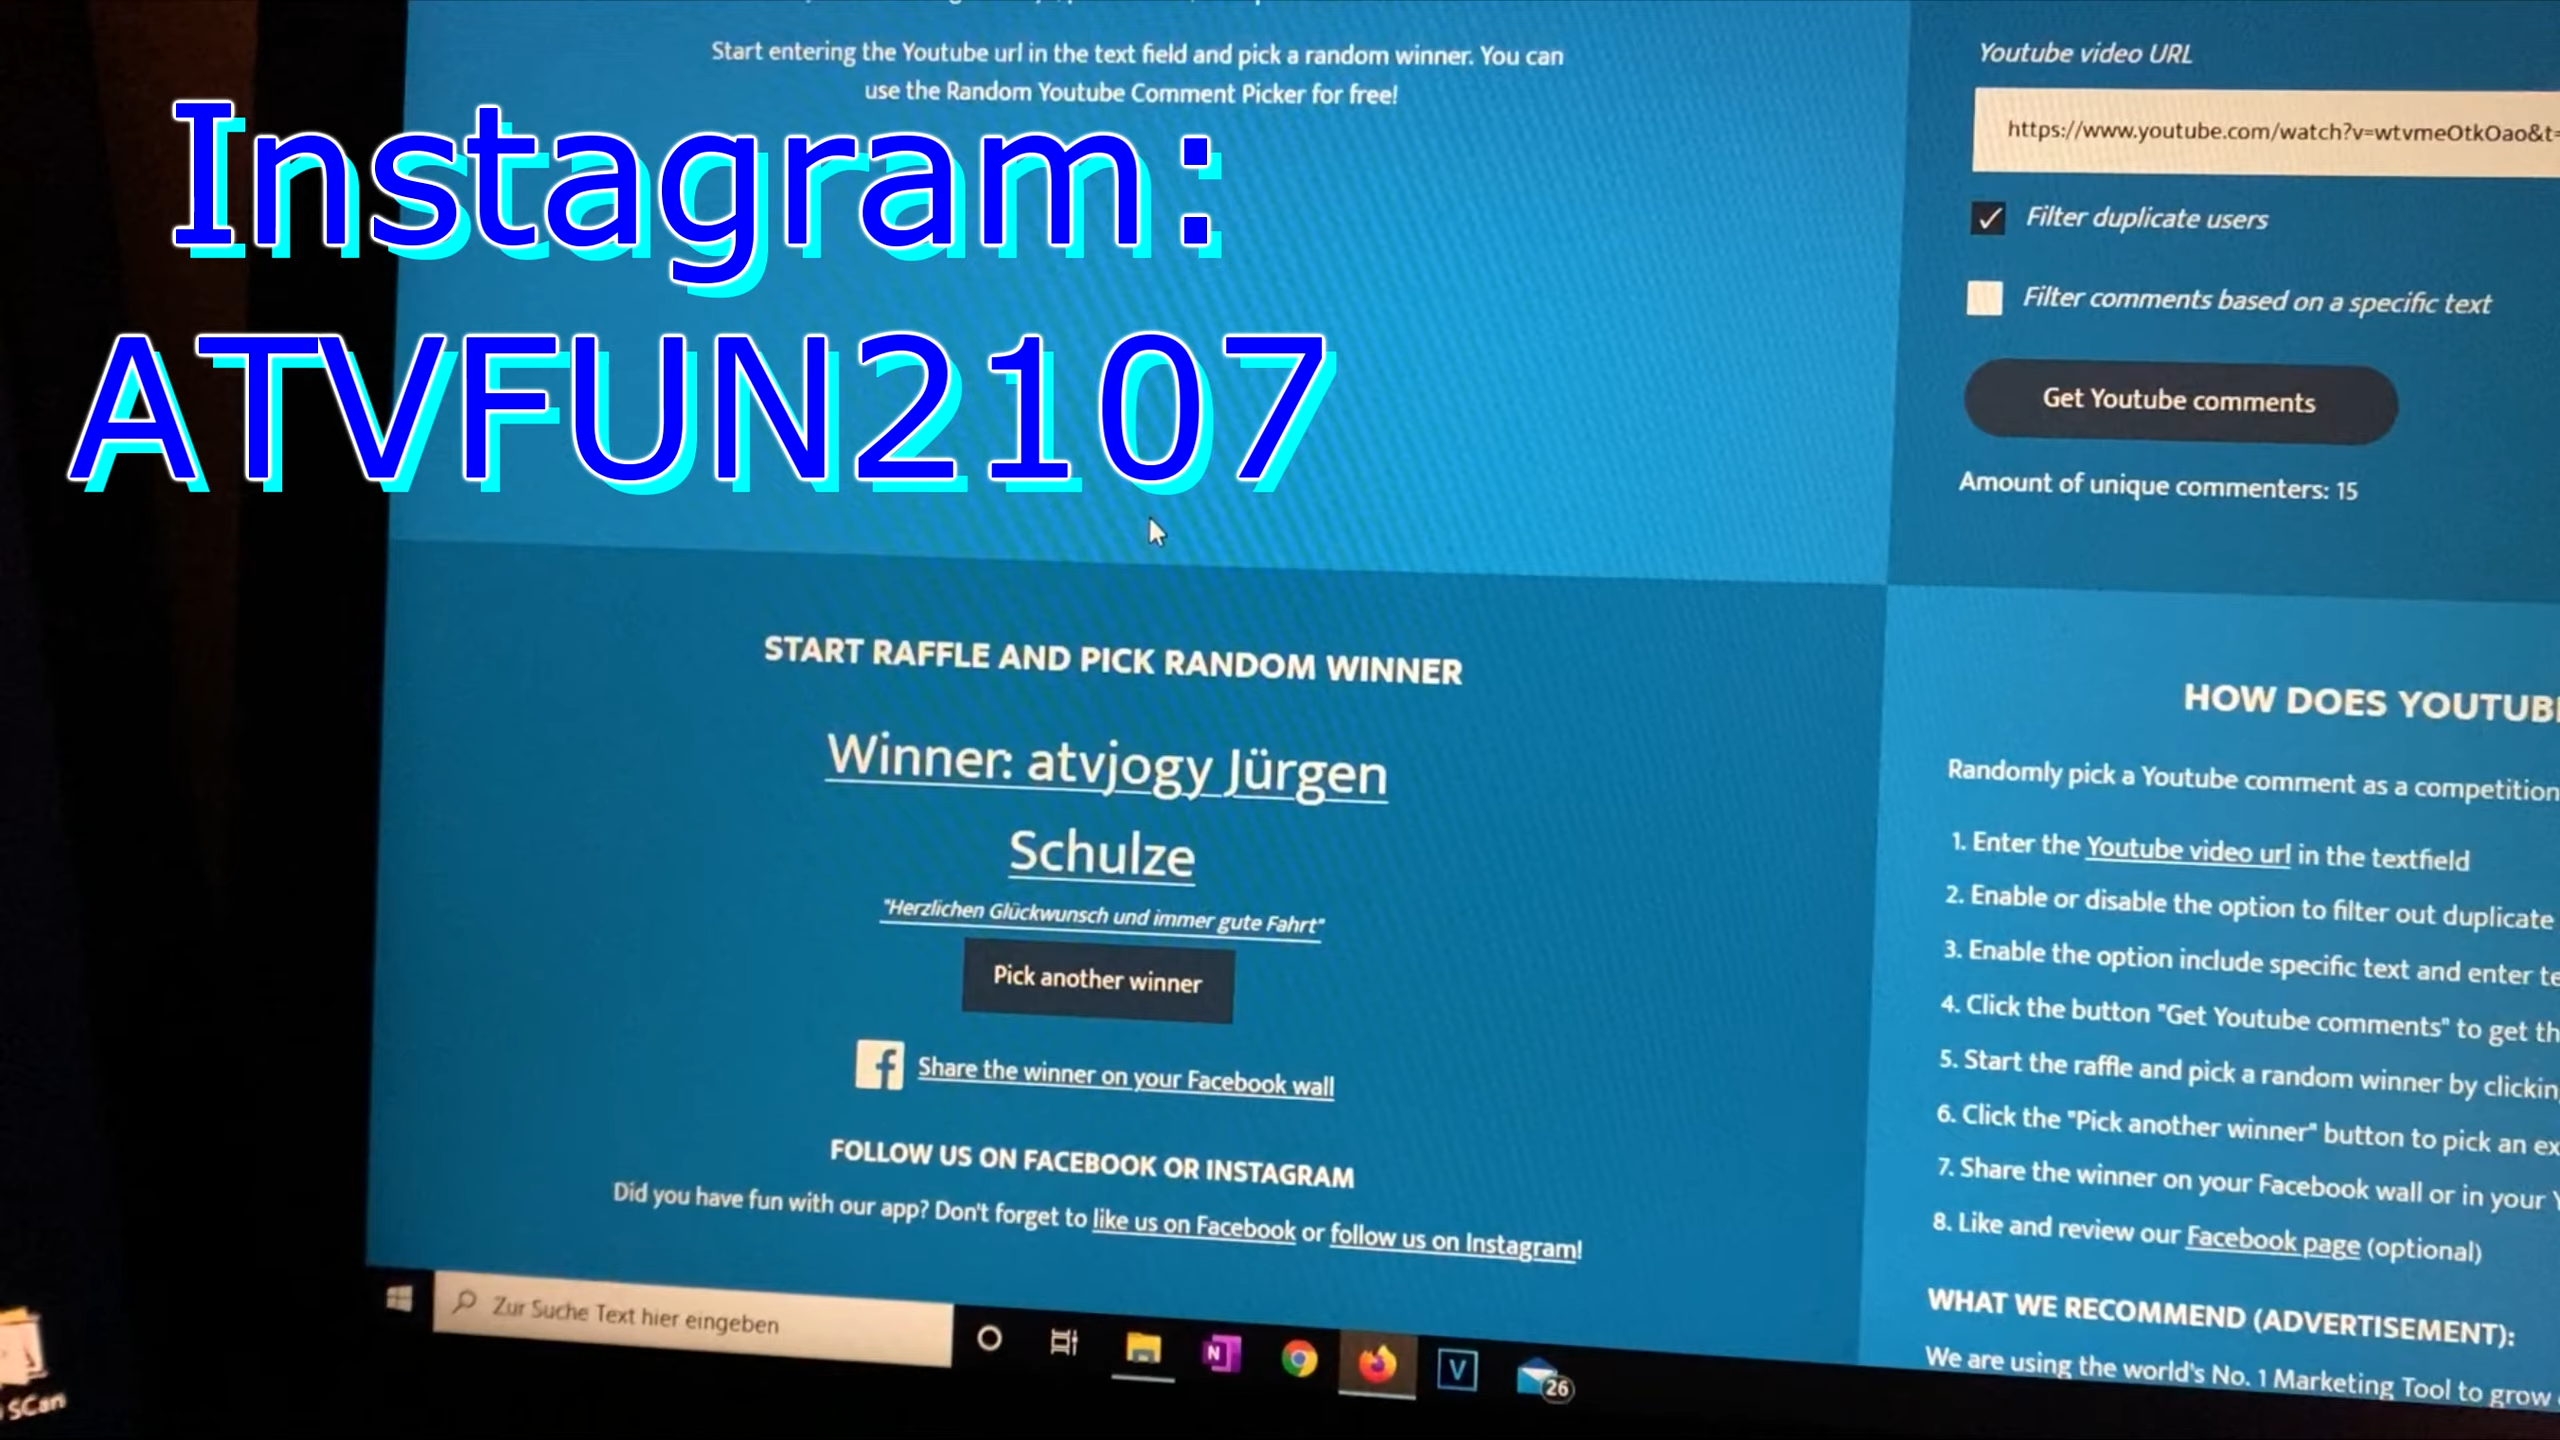 Start entering the Youtube url in the text field and pick a random winner. You can
use the Random Youtube Comment Picker for free!
Instagram:
ATVFUN2107
START RAFFLE AND PICK RANDOM WINNER
Winner: atvjogy Jürgen
Schulze
"Herzlichen Glückwunsch und immer gute Fahrt"
Pick another winner
Share the winner on your Facebook wall
FOLLOW US ON FACEBOOK OR INSTAGRAM
Did you have fun with our app? Don't forget to like us on Facebook or follow us on Instagram!
Youtube video URL
https://www.youtube.com/watch?v=wtvmeOtkOao&t=
Filter duplicate users
Filter comments based on a specific text
Get Youtube comments
Amount of unique commenters: 15
HOW DOES YOUTUB
Randomly pick a Youtube comment as a competition
1. Enter the Youtube video url in the textfield
2. Enable or disable the option to filter out duplicate
3. Enable the option include specific text and enter te
4. Click the button "Get Youtube comments" to get th
5. Start the raffle and pick a random winner by clickin
6. Click the "Pick another winner" button to pick an ex
7. Share the winner on your Facebook wall or in your Y
8. Like and review our Facebook page (optional)
WHAT WE RECOMMEND (ADVERTISEMENT):
We are using the world's No. 1 Marketing Tool to grow
Zur Suche Text hier eingeben
N
V
26
SCan